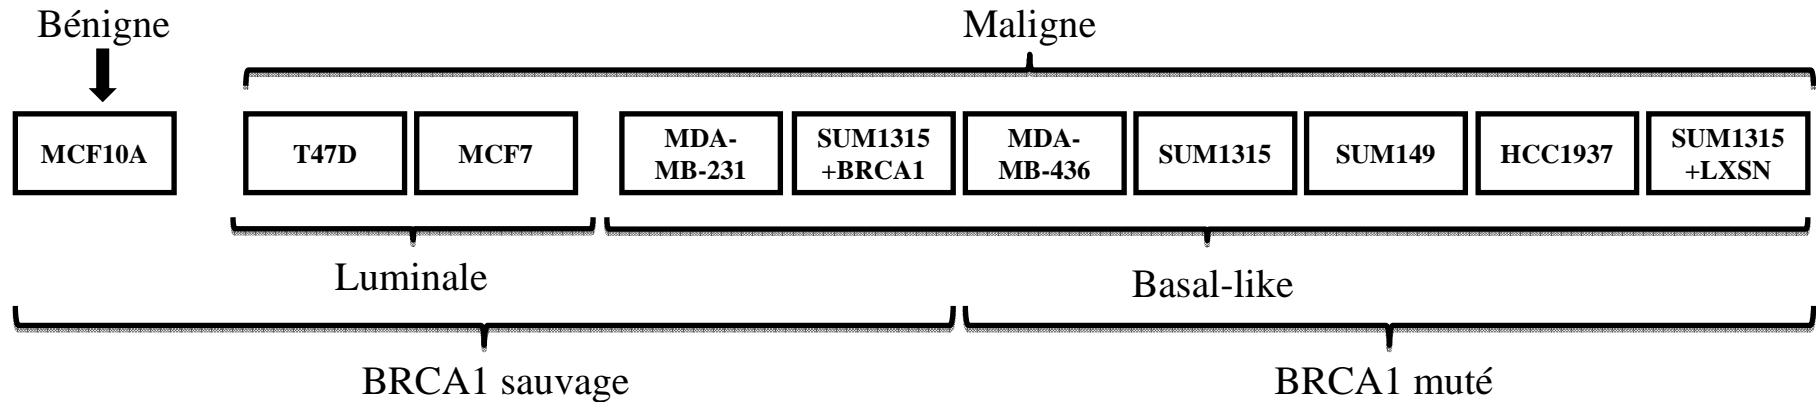 Bénigne
Maligne
MCF10A
T47D
MCF7
MDA-
MB-231
SUM1315
+BRCA1
MDA-
MB-436
SUM1315
SUM149
HCC1937
SUM1315
+LXSN
Luminale
Basal-like
BRCA1 sauvage
BRCA1 muté